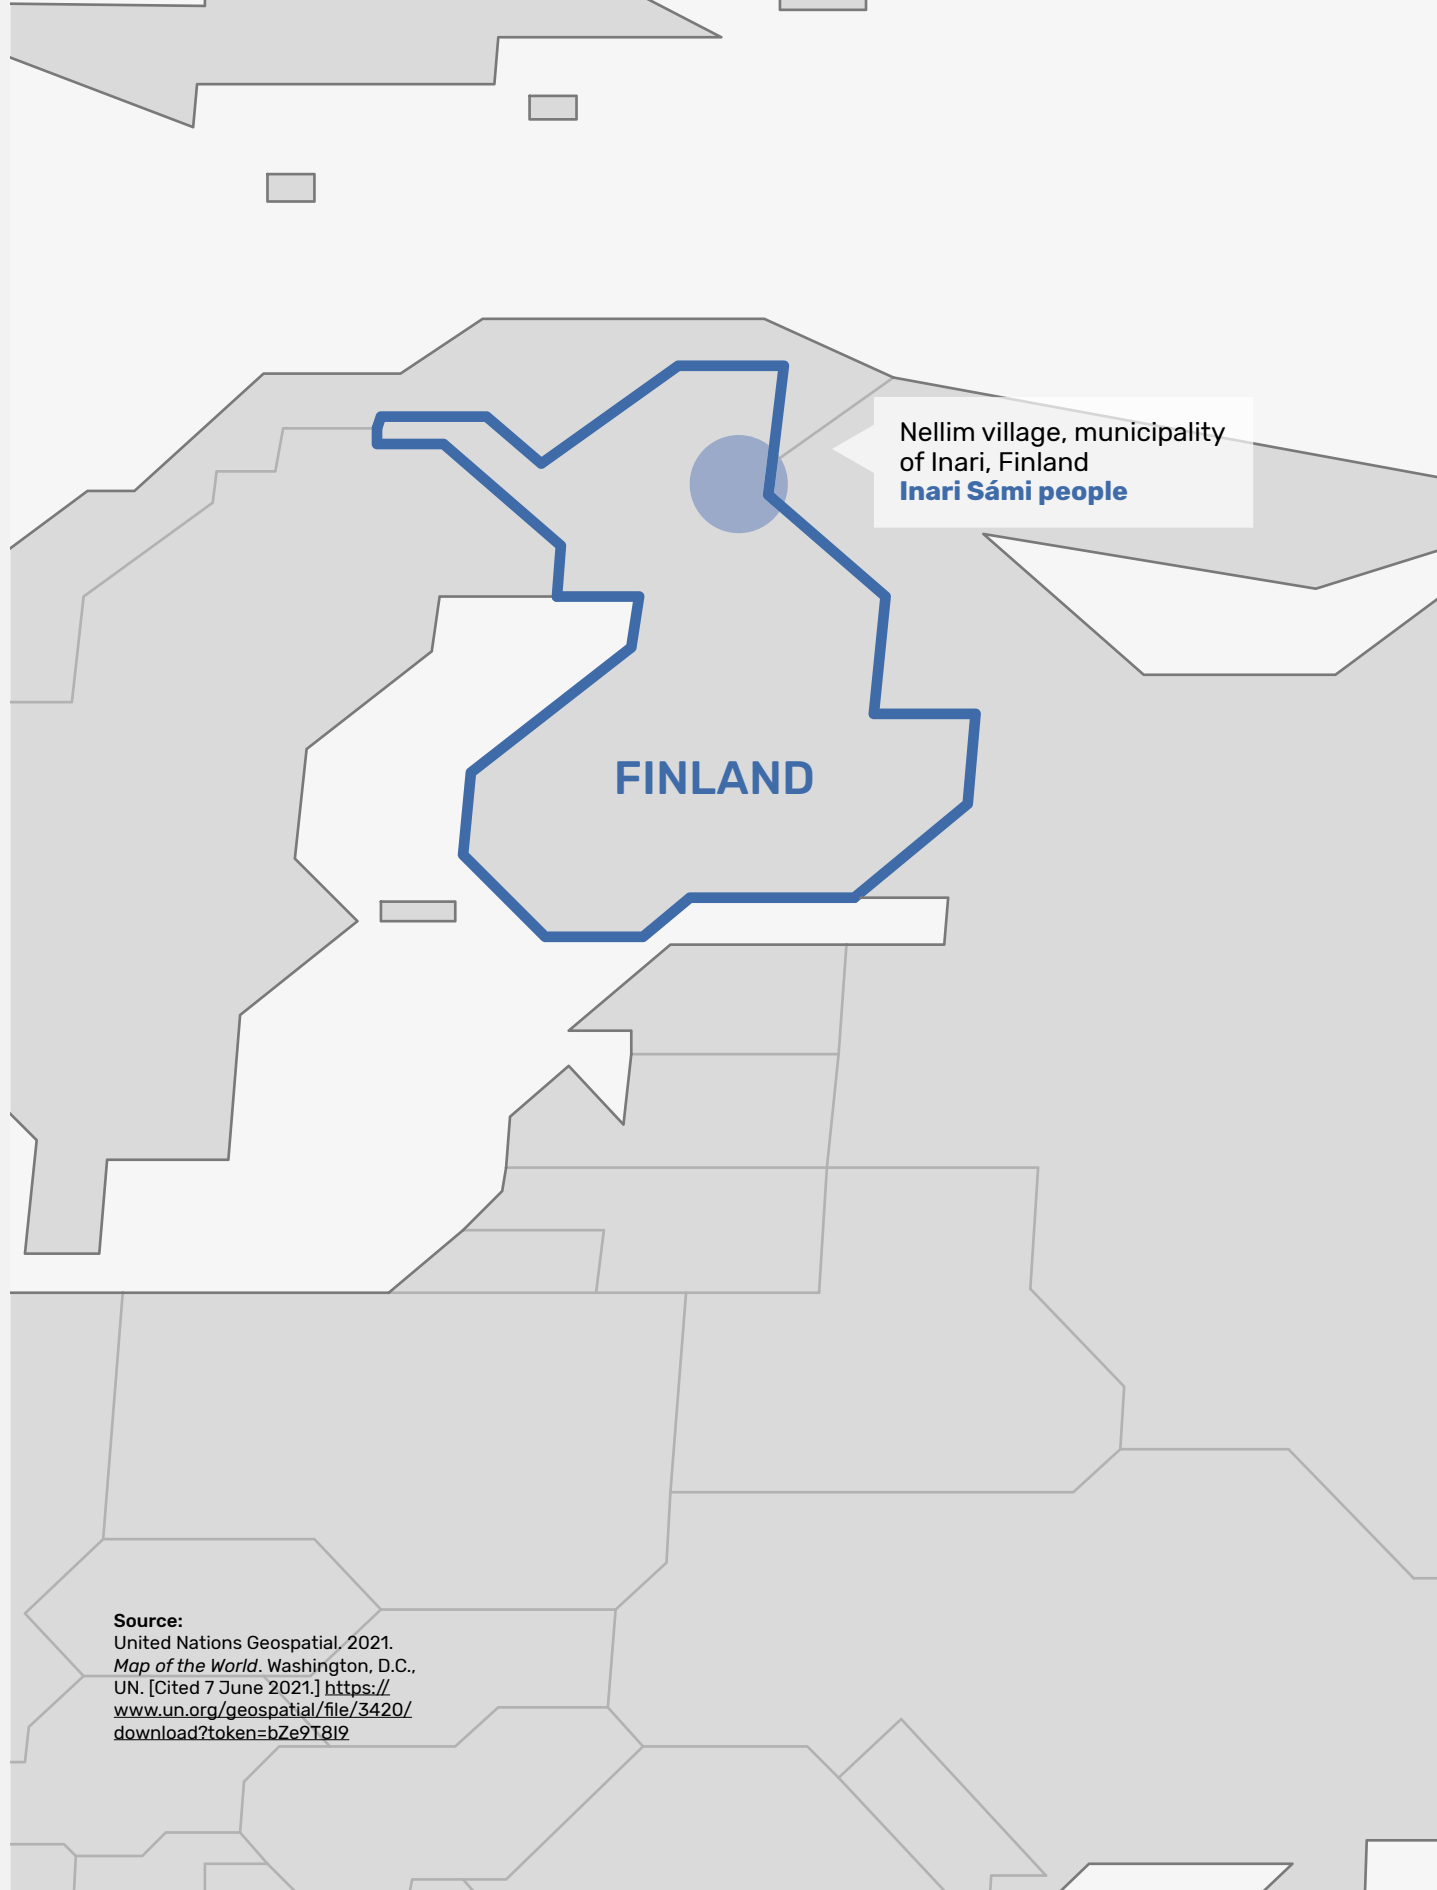 Nellim village, municipality
of Inari, Finland
Inari Sámi people
FINLAND
Source:
United Nations Geospatial. 2021.
Map of the World. Washington, D.C.,
UN. [Cited 7 June 2021.] https://
www.un.org/geospatial/file/3420/
download?token=bZe9T8I9